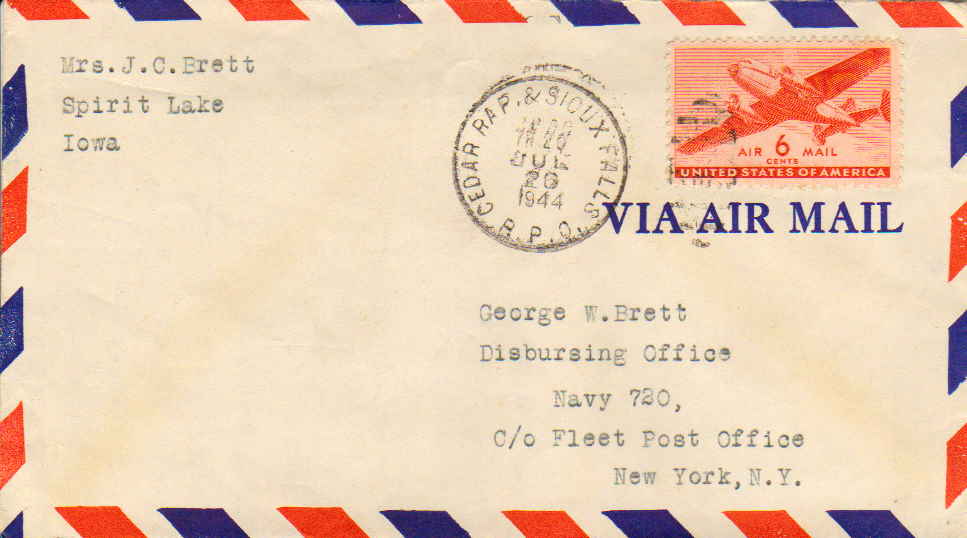 Mrs.J.C.Brett
Spirit Lake
Iowa
CEDAR RAP. & SIOUX FALLS
JUL
26
1944
R.P.O.
AIR 6 MAIL
CENTS
UNITED STATES OF AMERICA
VIA AIR MAIL
George W.Brett
Disbursing Office
Navy 720,
C/o Fleet Post Office
New York,N.Y.